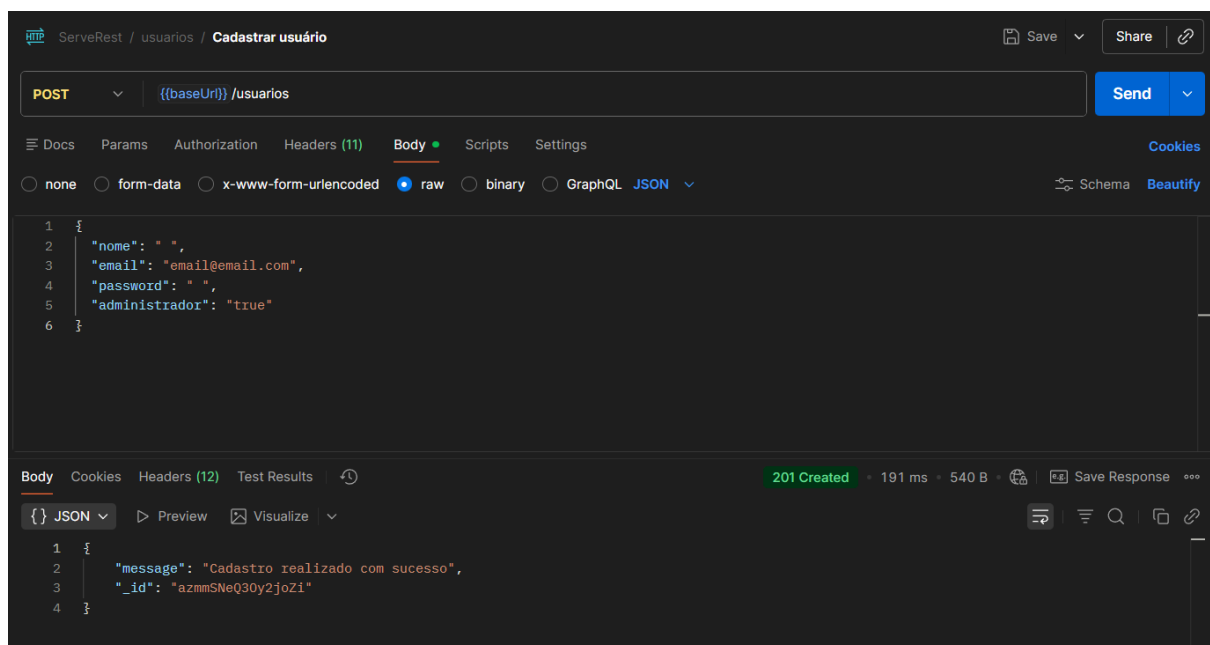 HTTP ServeRest / usuarios / Cadastrar usuário Save Share
POST {{baseUrl}} /usuarios Send
Docs Params Authorization Headers (11) Body Scripts Settings Cookies
none form-data x-www-form-urlencoded raw binary GraphQL JSON Schema Beautify
1 {
2 "nome": " ",
3 "email": "email@email.com",
4 "password": " ",
5 "administrador": "true"
6 }
Body Cookies Headers (12) Test Results 201 Created • 191 ms • 540 B • e.g. Save Response
{} JSON Preview Visualize
1 {
2 "message": "Cadastro realizado com sucesso",
3 "_id": "azmmSNeQ3Oy2joZi"
4 }